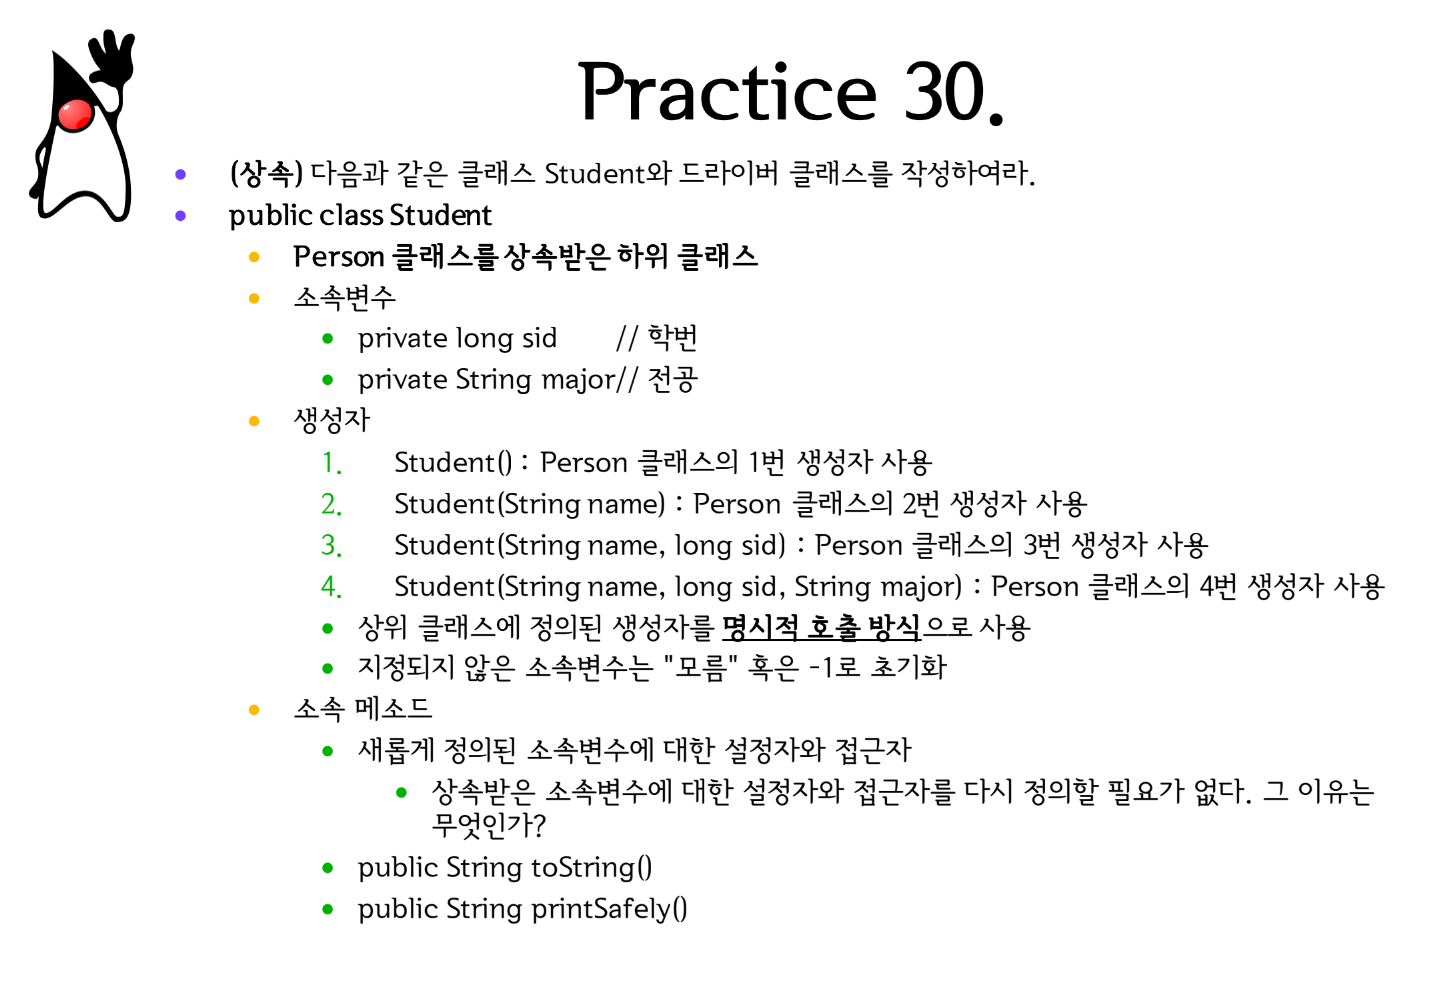 Practice 30.
• (상속) 다음과 같은 클래스 Student와 드라이버 클래스를 작성하여라.
• public class Student
• Person 클래스를 상속받은 하위 클래스
• 소속변수
• private long sid // 학번
• private String major// 전공
• 생성자
1. Student() : Person 클래스의 1번 생성자 사용
2. Student(String name) : Person 클래스의 2번 생성자 사용
3. Student(String name, long sid) : Person 클래스의 3번 생성자 사용
4. Student(String name, long sid, String major) : Person 클래스의 4번 생성자 사용
• 상위 클래스에 정의된 생성자를 명시적 호출 방식으로 사용
• 지정되지 않은 소속변수는 "모름" 혹은 -1로 초기화
• 소속 메소드
• 새롭게 정의된 소속변수에 대한 설정자와 접근자
• 상속받은 소속변수에 대한 설정자와 접근자를 다시 정의할 필요가 없다. 그 이유는
무엇인가?
• public String toString()
• public String printSafely()